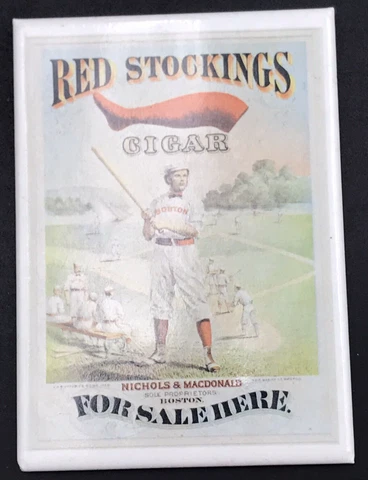 RED STOCKINGS
CIGAR
BOSTON
NICHOLS & MACDONALD
SOLE PROPRIETORS
BOSTON.
FOR SALE HERE.